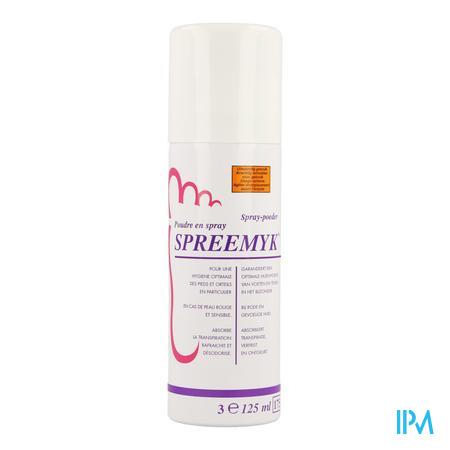 Spray-poeder
Poudre en spray
SPREEMYK
POUR UNE
HYGIENE OPTIMALE
DES PIEDS ET ORTEILS
EN PARTICULIER
EN CAS DE PEAU ROUGE
ET SENSIBLE.
ABSORBE
LA TRANSPIRATION
RAFRAICHIT ET
DÉSODORISE.
GARANDEERT EEN
OPTIMALE
VAN VOETEN EN TENEN
IN HET BIJZONDER
BIJ RODE EN
GEVOELIGE HUID
ABSORBEERT
TRANSPIRATIE,
VERFRIST
EN ONTGEURT.
3 ℮ 125 ml 175
IPM